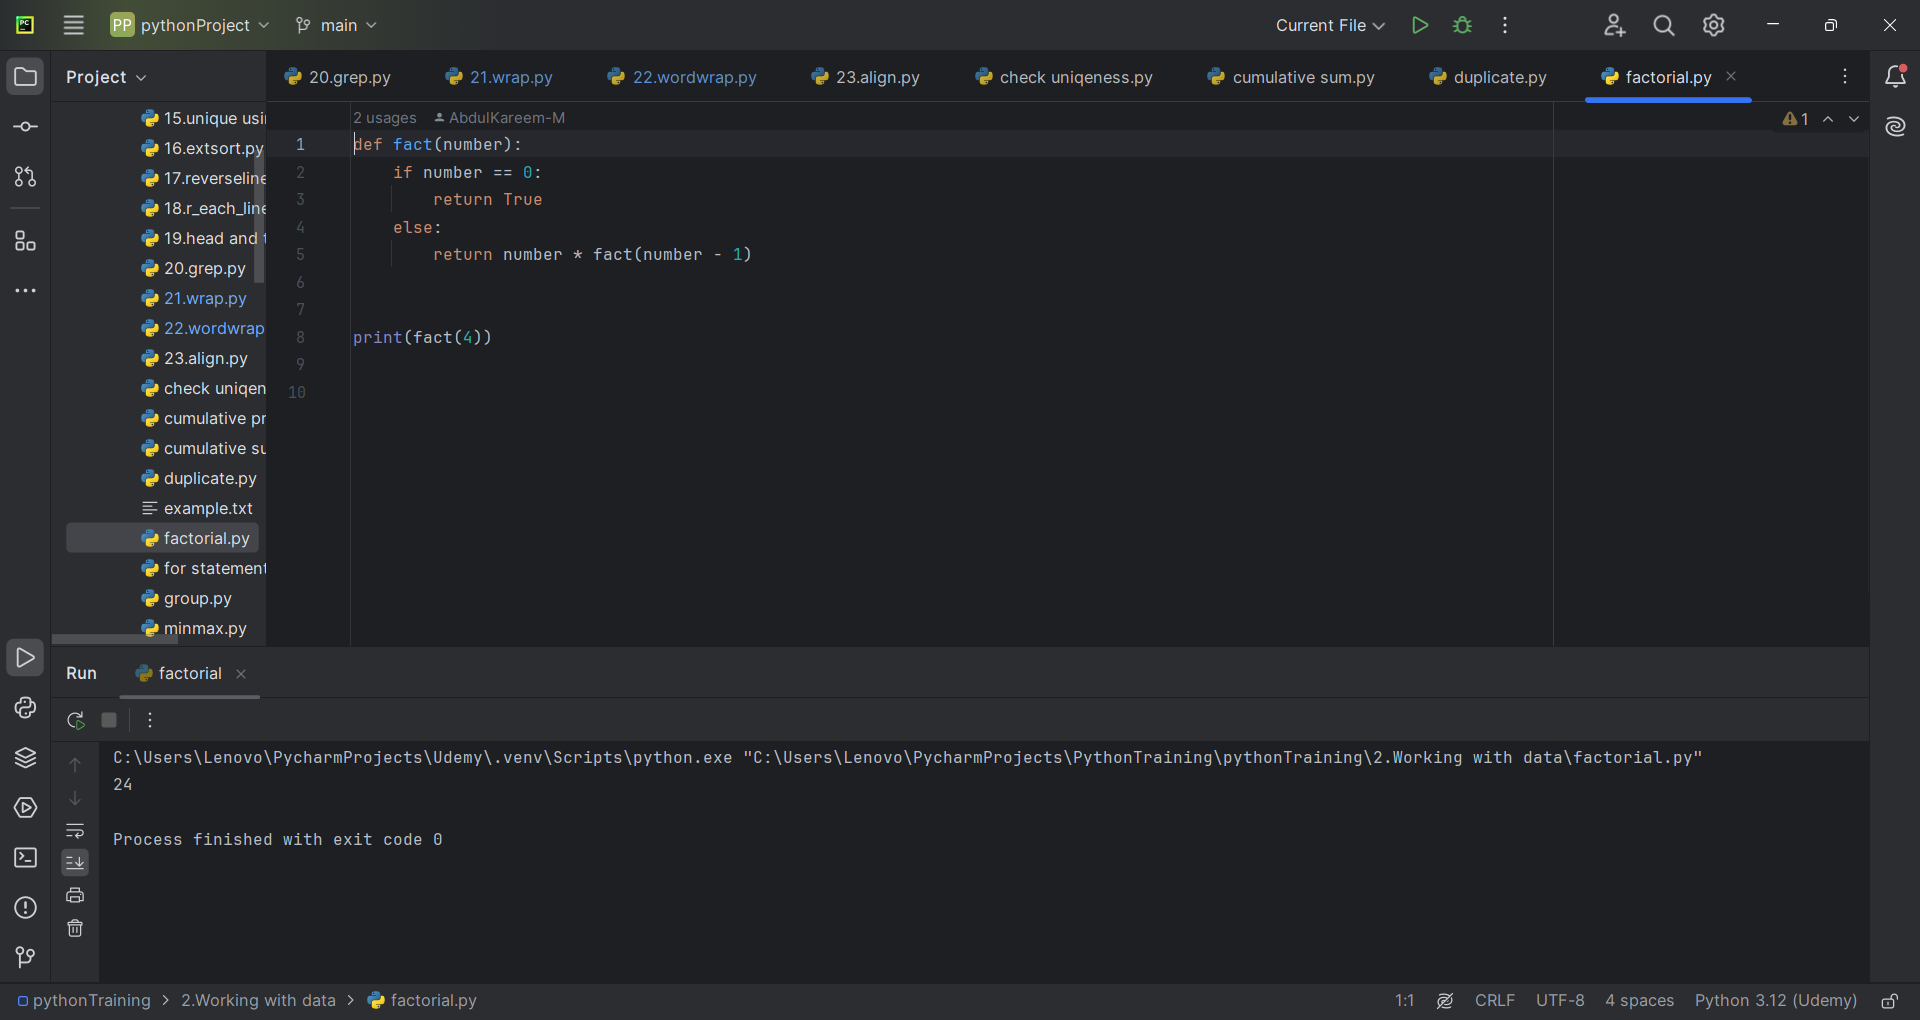 PC
PP pythonProject
main
Current File
Project
20.grep.py
21.wrap.py
22.wordwrap.py
23.align.py
check uniqeness.py
cumulative sum.py
duplicate.py
factorial.py
15.unique usi
16.extsort.py
17.reverseline
18.r_each_line
19.head and t
20.grep.py
21.wrap.py
22.wordwrap
23.align.py
check uniqen
cumulative pr
cumulative su
duplicate.py
example.txt
factorial.py
for statement
group.py
minmax.py
2 usages AbdulKareem-M
1
1 def fact(number):
2 if number == 0:
3 return True
4 else:
5 return number * fact(number - 1)
6
7
8 print(fact(4))
9
10
Run
factorial
C:\Users\Lenovo\PycharmProjects\Udemy\.venv\Scripts\python.exe "C:\Users\Lenovo\PycharmProjects\PythonTraining\pythonTraining\2.Working with data\factorial.py"
24
Process finished with exit code 0
pythonTraining > 2.Working with data > factorial.py
1:1 CRLF UTF-8 4 spaces Python 3.12 (Udemy)